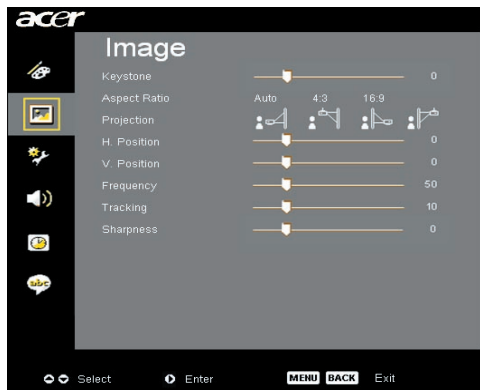 acer
Image
Keystone 0
Aspect Ratio Auto 4:3 16:9
Projection
H. Position 0
V. Position 0
Frequency 50
Tracking 10
Sharpness 0
abc
Select Enter MENU BACK Exit